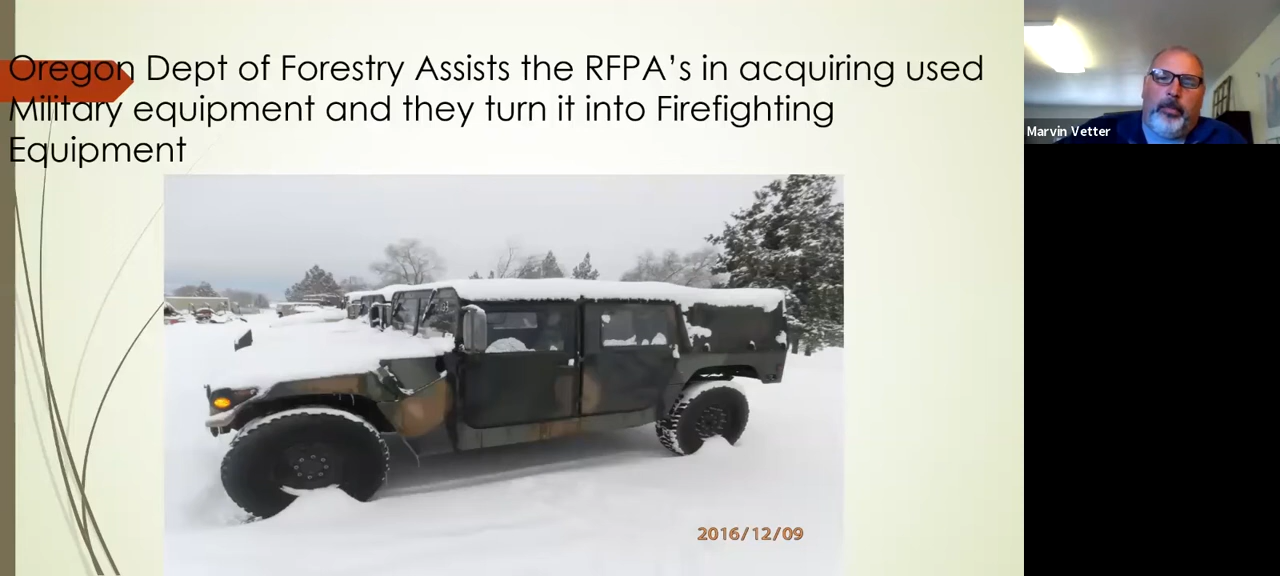 Oregon Dept of Forestry Assists the RFPA's in acquiring used
Military equipment and they turn it into Firefighting
Equipment
Marvin Vetter
2016/12/09